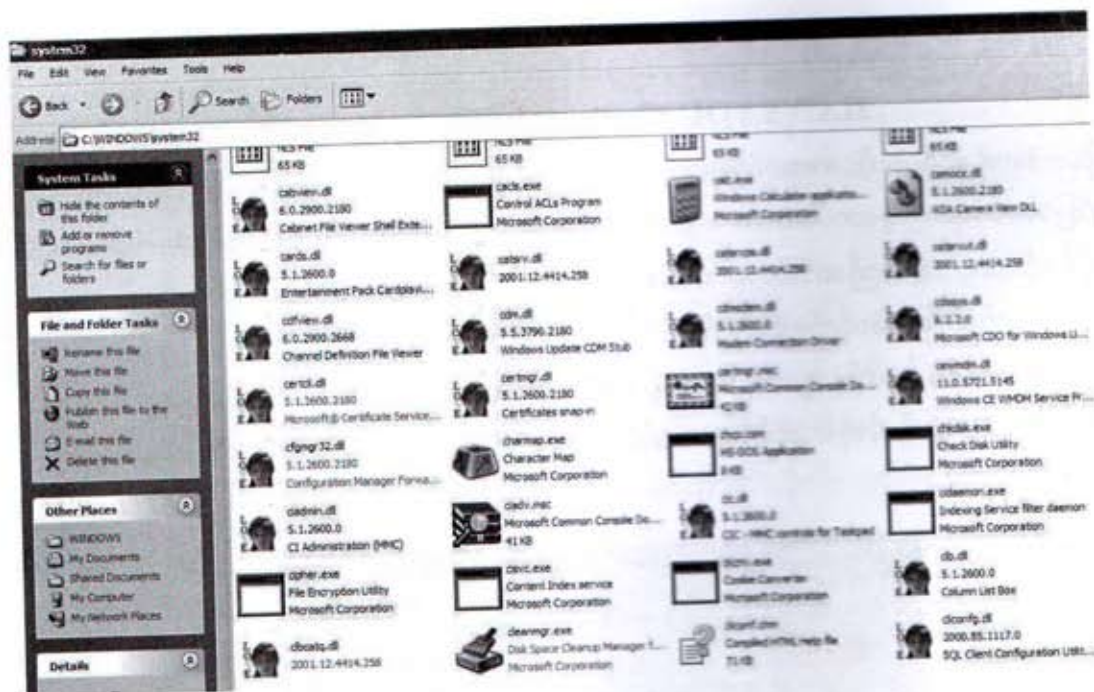 system32
File Edit View Favorites Tools Help
Back Search Folders
Address C:\WINDOWS\system32
System Tasks
Hide the contents of this folder
Add or remove programs
Search for files or folders
File and Folder Tasks
Rename this file
Move this file
Copy this file
Publish this file to the Web
E-mail this file
Delete this file
Other Places
WINDOWS
My Documents
Shared Documents
My Computer
My Network Places
Details
NLS File
65 KB
NLS File
65 KB
NLS File
65 KB
NLS File
65 KB
cabview.dll
6.0.2900.2180
Cabinet File Viewer Shell Exte...
cacls.exe
Control ACLs Program
Microsoft Corporation
calc.exe
Windows Calculator applicatio...
Microsoft Corporation
camocx.dll
5.1.2600.2180
WIA Camera View DLL
cards.dll
5.1.2600.0
Entertainment Pack Cardplayi...
catsrv.dll
2001.12.4414.258
catsrvps.dll
2001.12.4414.258
catsrvut.dll
2001.12.4414.258
cdfview.dll
6.0.2900.2668
Channel Definition File Viewer
cdm.dll
5.5.3790.2180
Windows Update CDM Stub
cdmodem.dll
5.1.2600.0
Modem Connection Driver
cdosys.dll
Microsoft CDO for Windows ...
certcli.dll
5.1.2600.2180
Microsoft® Certificate Service...
certmgr.dll
5.1.2600.2180
Certificates snap-in
certmgr.msc
Microsoft Common Console Do...
42 KB
cewmdm.dll
11.0.5721.5145
Windows CE WMDM Service Pr...
cfgmgr32.dll
5.1.2600.2180
Configuration Manager Forwa...
charmap.exe
Character Map
Microsoft Corporation
chcp.com
MS-DOS Application
8 KB
chkdsk.exe
Check Disk Utility
Microsoft Corporation
ciadmin.dll
5.1.2600.0
CI Administration (MMC)
ciadv.msc
Microsoft Common Console Do...
41 KB
cic.dll
5.1.2600.0
CIC - MMC controls for Taskpad
cidaemon.exe
Indexing Service filter daemon
Microsoft Corporation
cipher.exe
File Encryption Utility
Microsoft Corporation
cisvc.exe
Content Index service
Microsoft Corporation
Cookie Converter
Microsoft Corporation
clb.dll
5.1.2600.0
Column List Box
clbcatq.dll
2001.12.4414.258
cleanmgr.exe
Disk Space Cleanup Manager f...
Microsoft Corporation
cliconf.chm
Compiled HTML Help file
71 KB
cliconfg.dll
2000.85.1117.0
SQL Client Configuration Utilit...